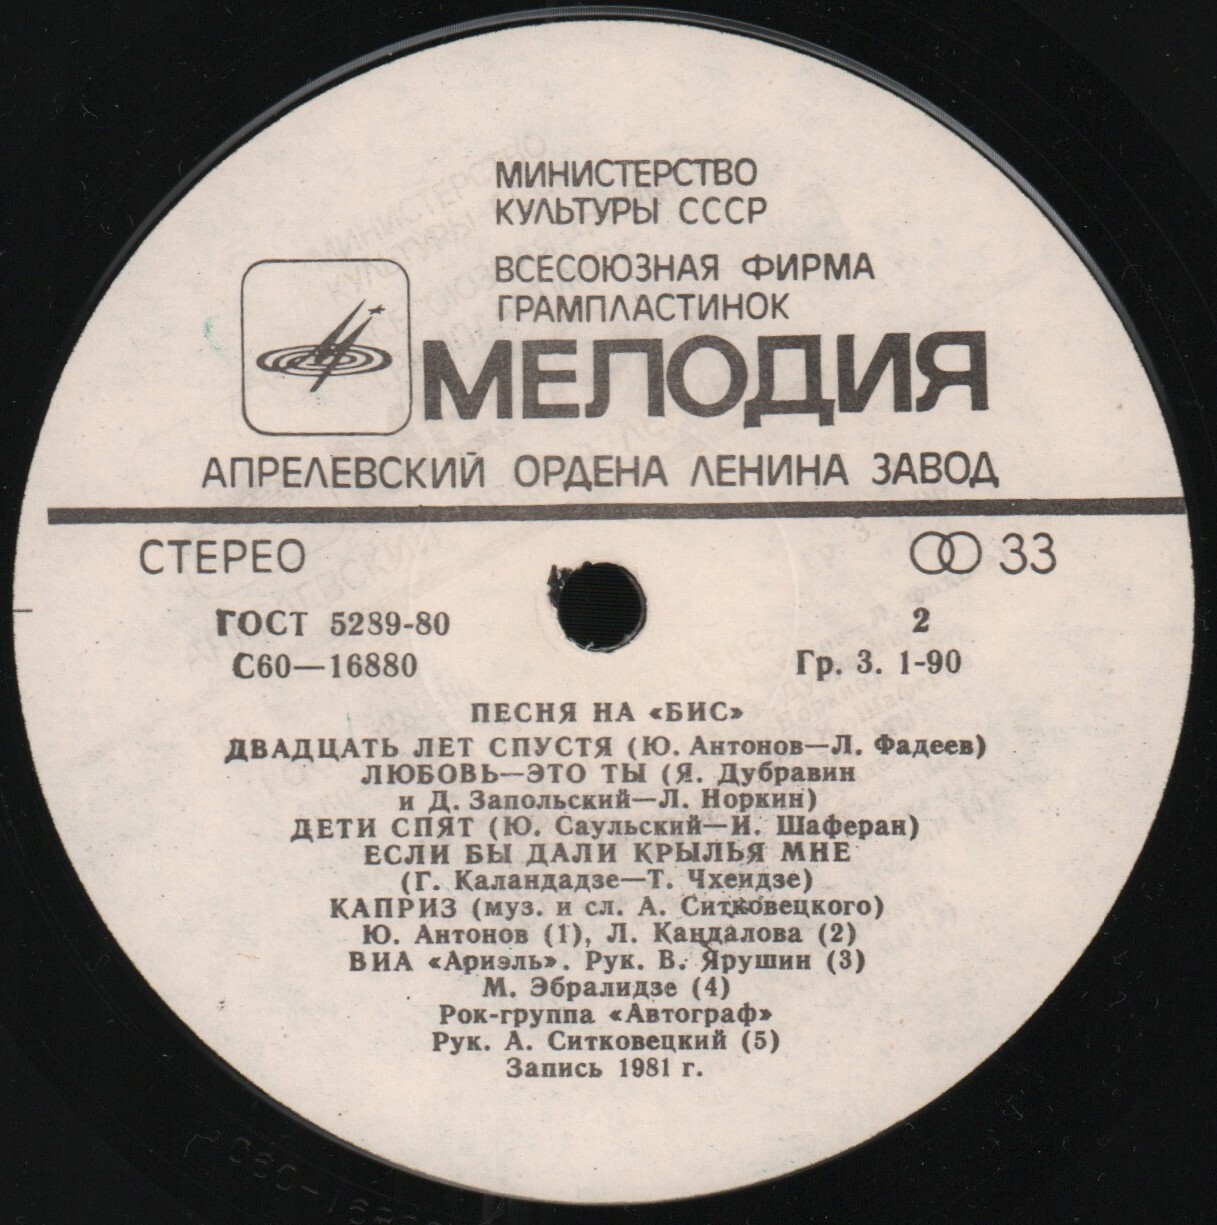 МИНИСТЕРСТВО
КУЛЬТУРЫ СССР
ВСЕСОЮЗНАЯ ФИРМА
ГРАМПЛАСТИНОК
МЕЛОДИЯ
АПРЕЛЕВСКИЙ ОРДЕНА ЛЕНИНА ЗАВОД
СТЕРЕО 33
ГОСТ 5289-80 2
С60—16880 Гр. 3. 1-90
ПЕСНЯ НА «БИС»
ДВАДЦАТЬ ЛЕТ СПУСТЯ (Ю. Антонов—Л. Фадеев)
ЛЮБОВЬ—ЭТО ТЫ (Я. Дубравин
и Д. Запольский—Л. Норкин)
ДЕТИ СПЯТ (Ю. Саульский—И. Шаферан)
ЕСЛИ БЫ ДАЛИ КРЫЛЬЯ МНЕ
(Г. Каландадзе—Т. Чхеидзе)
КАПРИЗ (муз. и сл. А. Ситковецкого)
Ю. Антонов (1), Л. Кандалова (2)
ВИА «Ариэль». Рук. В. Ярушин (3)
М. Эбралидзе (4)
Рок-группа «Автограф»
Рук. А. Ситковецкий (5)
Запись 1981 г.